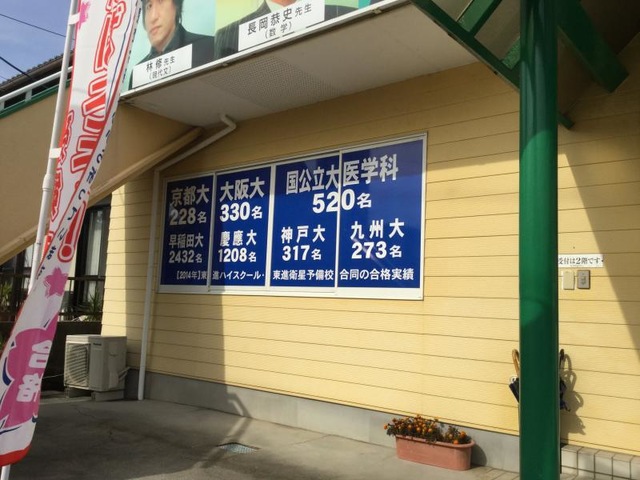 林 修先生
(現代文)
長岡恭史先生
(数学)
京都大 大阪大 国公立大医学科
228名 330名 520名
早稲田大 慶應大 神戸大 九州大
2432名 1208名 317名 273名
【2014年】東進ハイスクール・東進衛星予備校 合同の合格実績
受付は2階です
合格